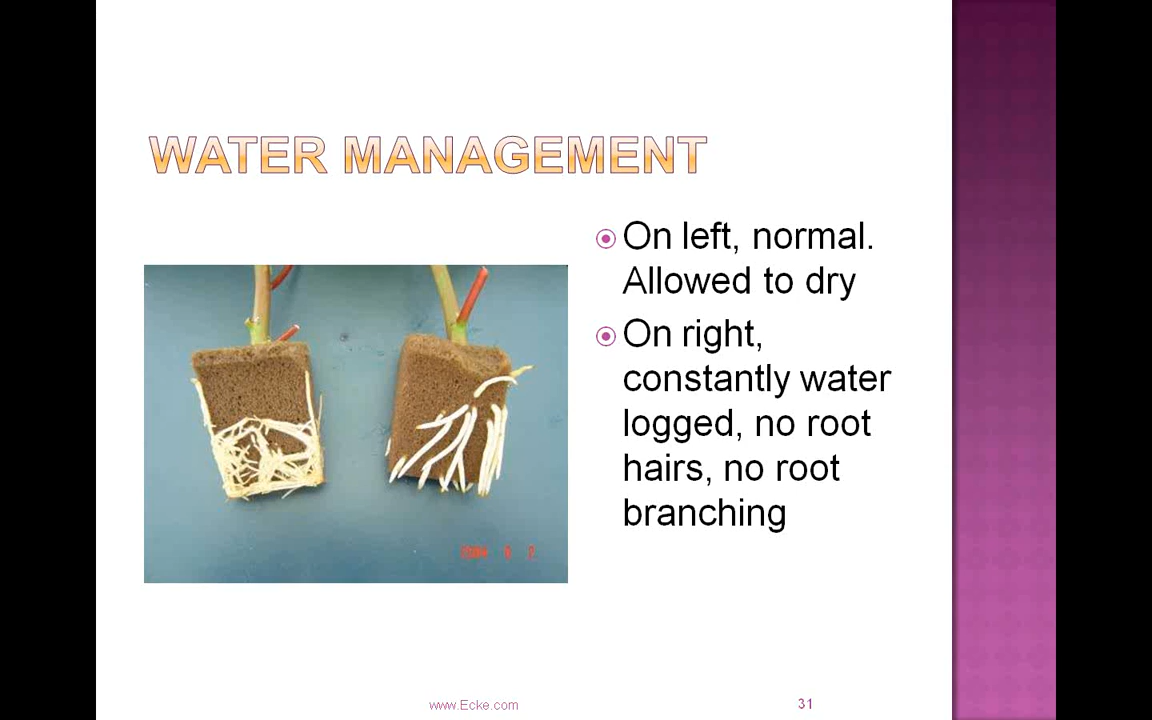 WATER MANAGEMENT
On left, normal.
Allowed to dry
On right,
constantly water
logged, no root
hairs, no root
branching
www.Ecke.com
31